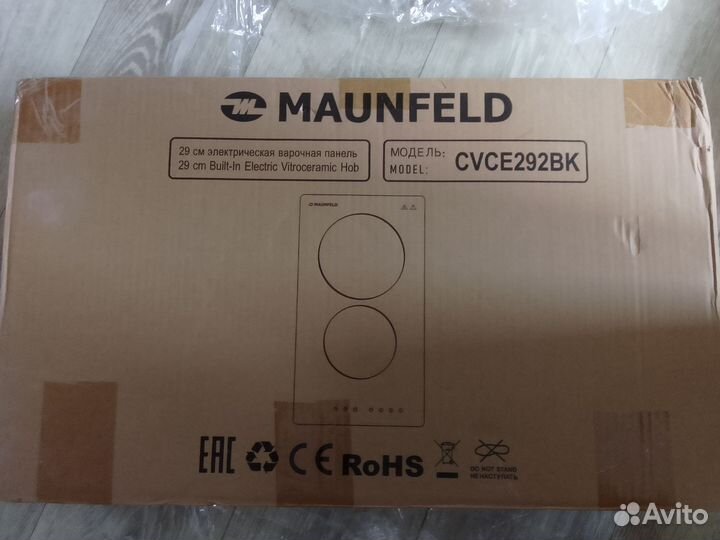 MAUNFELD
29 см электрическая варочная панель
29 cm Built-In Electric Vitroceramic Hob
МОДЕЛЬ:
MODEL:
CVCE292BK
MAUNFELD
EAC
CE
RoHS
DO NOT STAND
НЕ НАСТУПАТЬ
Avito